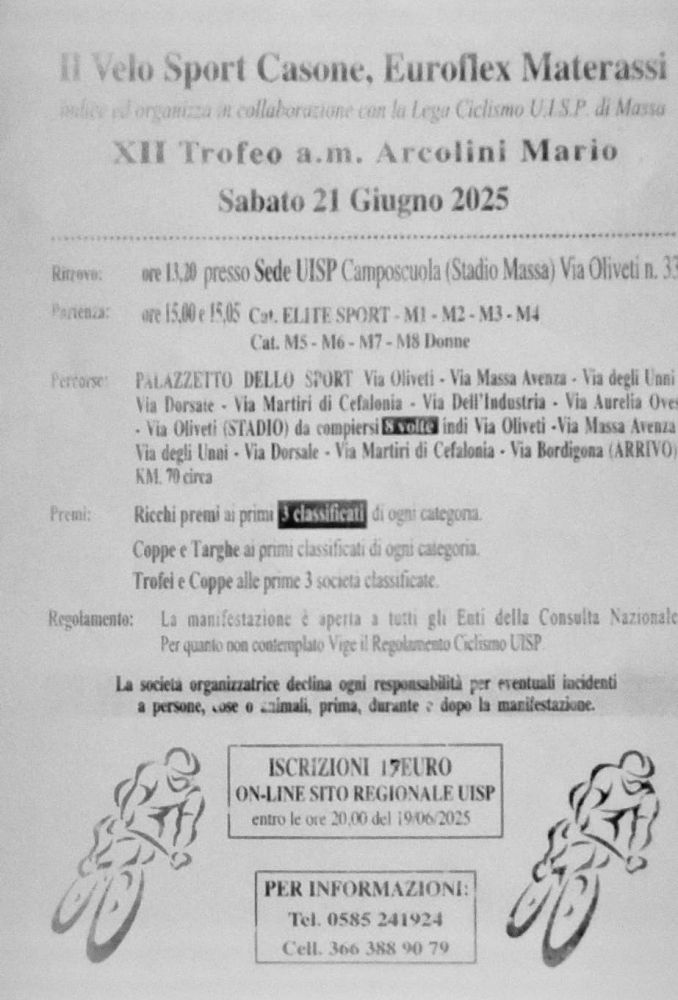 Il Velo Sport Casone, Euroflex Materassi
indice ed organizza in collaborazione con la Lega Ciclismo U.I.S.P. di Massa
XII Trofeo a.m. Arcolini Mario
Sabato 21 Giugno 2025
Ritrovo: ore 13,20 presso Sede UISP Camposcuola (Stadio Massa) Via Oliveti n. 33
Partenza: ore 15,00 e 15,05 Cat. ELITE SPORT - M1 - M2 - M3 - M4
Cat. M5 - M6 - M7 - M8 Donne
Percorso: PALAZZETTO DELLO SPORT Via Oliveti - Via Massa Avenza - Via degli Unni
Via Dorsale - Via Martiri di Cefalonia - Via Dell'Industria - Via Aurelia Oves
- Via Oliveti (STADIO) da compiersi 8 volte indi Via Oliveti -Via Massa Avenza
Via degli Unni - Via Dorsale - Via Martiri di Cefalonia - Via Bordigona (ARRIVO)
KM. 70 circa
Premi: Ricchi premi ai primi 3 classificati di ogni categoria.
Coppe e Targhe ai primi classificati di ogni categoria.
Trofei e Coppe alle prime 3 società classificate.
Regolamento: La manifestazione è aperta a tutti gli Enti della Consulta Nazionale
Per quanto non contemplato Vige il Regolamento Ciclismo UISP.
La società organizzatrice declina ogni responsabilità per eventuali incidenti
a persone, cose o animali, prima, durante e dopo la manifestazione.
ISCRIZIONI 17EURO
ON-LINE SITO REGIONALE UISP
entro le ore 20,00 del 19/06/2025
PER INFORMAZIONI:
Tel. 0585 241924
Cell. 366 388 90 79